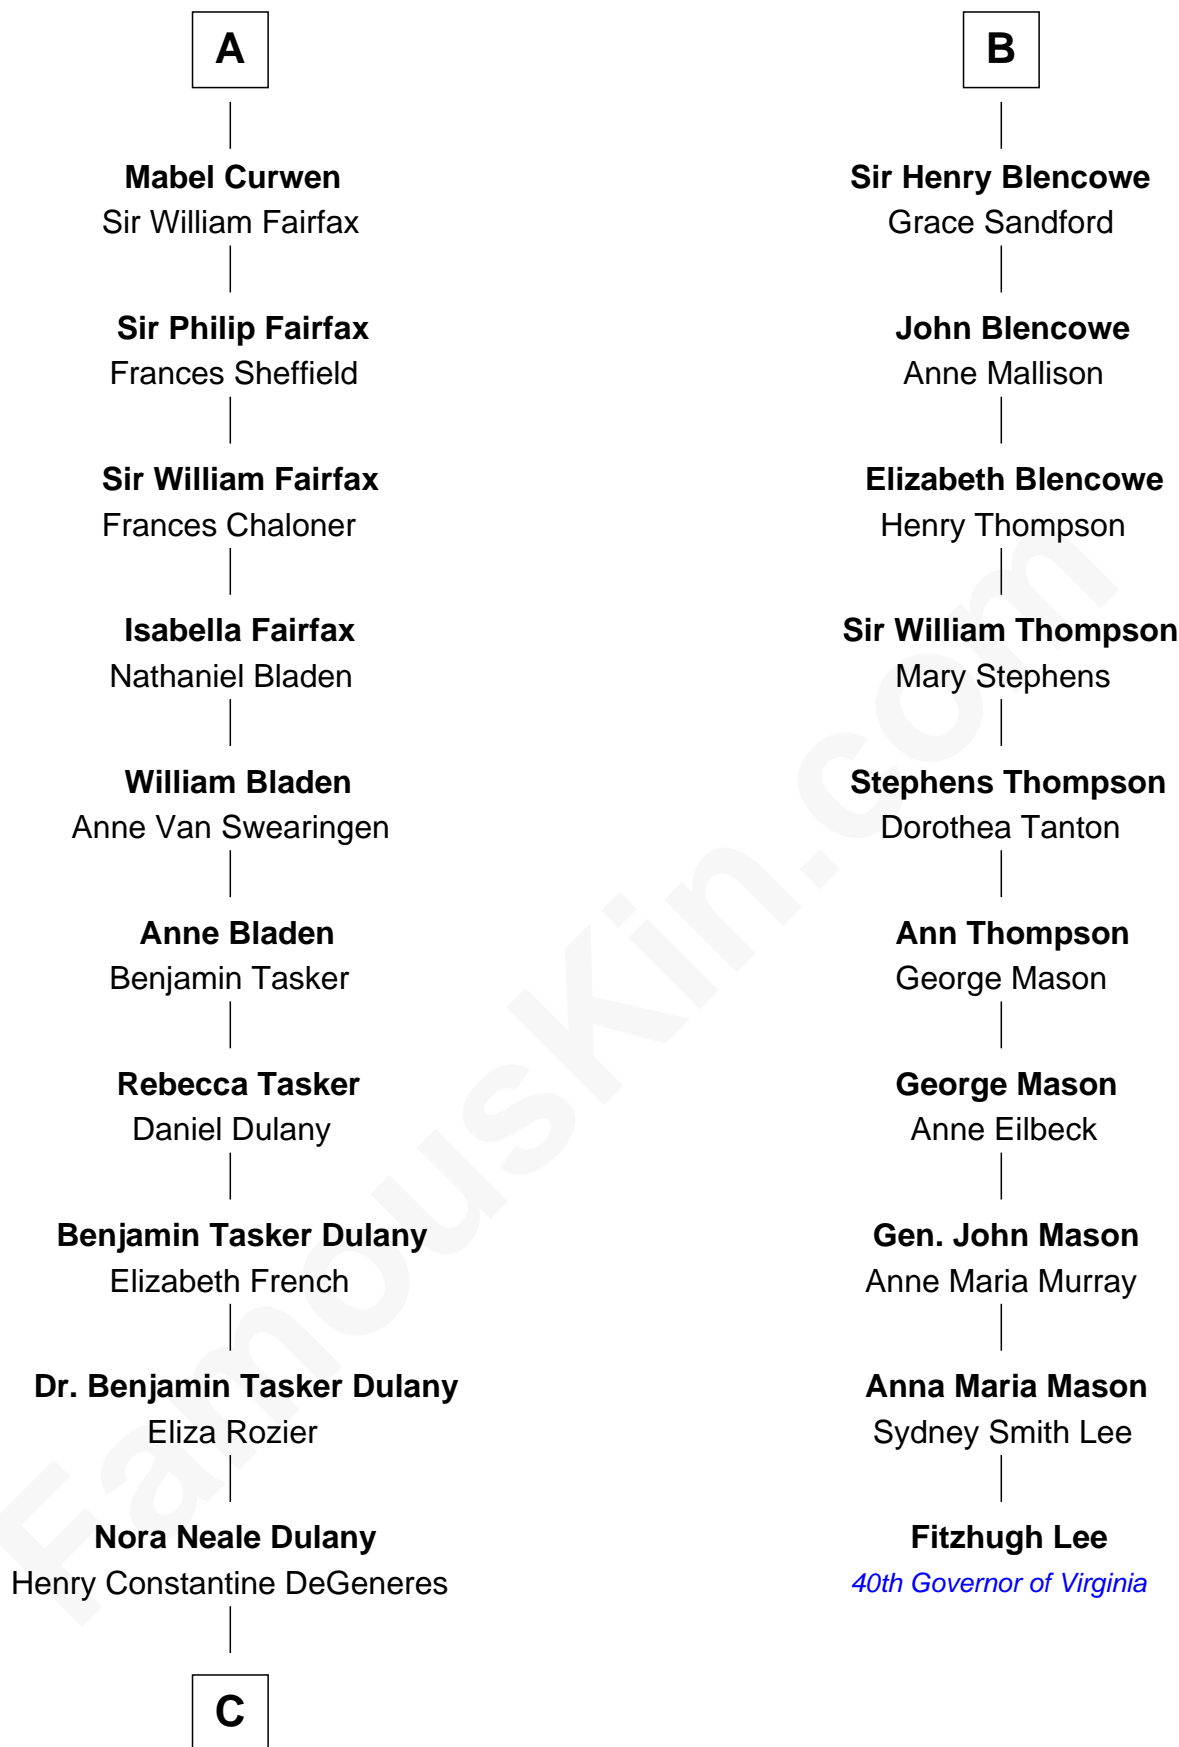 A
Mabel Curwen
Sir William Fairfax
Sir Philip Fairfax
Frances Sheffield
Sir William Fairfax
Frances Chaloner
Isabella Fairfax
Nathaniel Bladen
William Bladen
Anne Van Swearingen
Anne Bladen
Benjamin Tasker
Rebecca Tasker
Daniel Dulany
Benjamin Tasker Dulany
Elizabeth French
Dr. Benjamin Tasker Dulany
Eliza Rozier
Nora Neale Dulany
Henry Constantine DeGeneres
C
B
Sir Henry Blencowe
Grace Sandford
John Blencowe
Anne Mallison
Elizabeth Blencowe
Henry Thompson
Sir William Thompson
Mary Stephens
Stephens Thompson
Dorothea Tanton
Ann Thompson
George Mason
George Mason
Anne Eilbeck
Gen. John Mason
Anne Maria Murray
Anna Maria Mason
Sydney Smith Lee
Fitzhugh Lee
40th Governor of Virginia
FamousKin.com